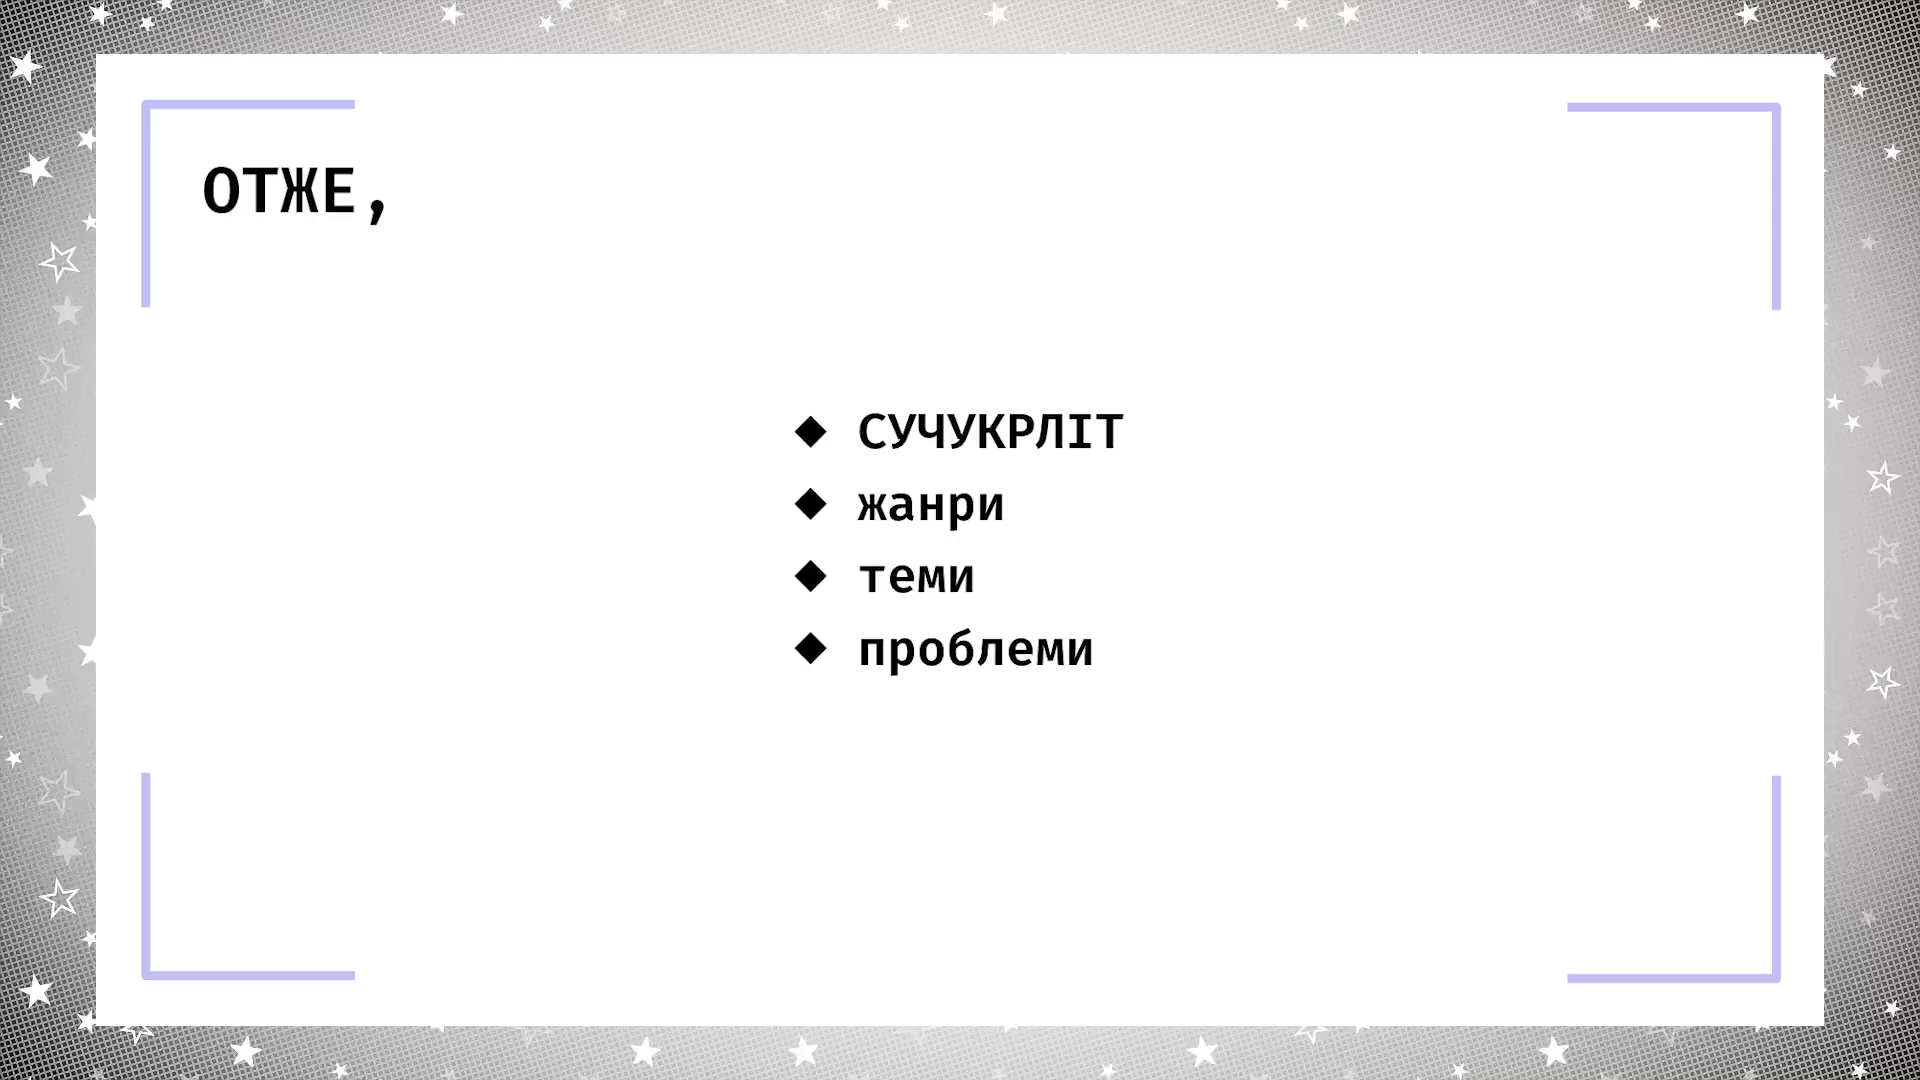 ОТЖЕ,
◆ СУЧУКРЛІТ
◆ жанри
◆ теми
◆ проблеми